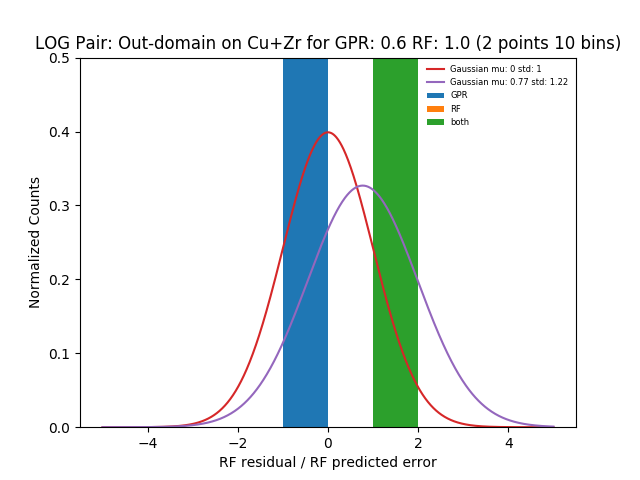 LOG Pair: Out-domain on Cu+Zr for GPR: 0.6 RF: 1.0 (2 points 10 bins)
Gaussian mu: 0 std: 1
Gaussian mu: 0.77 std: 1.22
GPR
RF
both
Normalized Counts
0.5
0.4
0.3
0.2
0.1
0.0
−4 −2 0 2 4
RF residual / RF predicted error